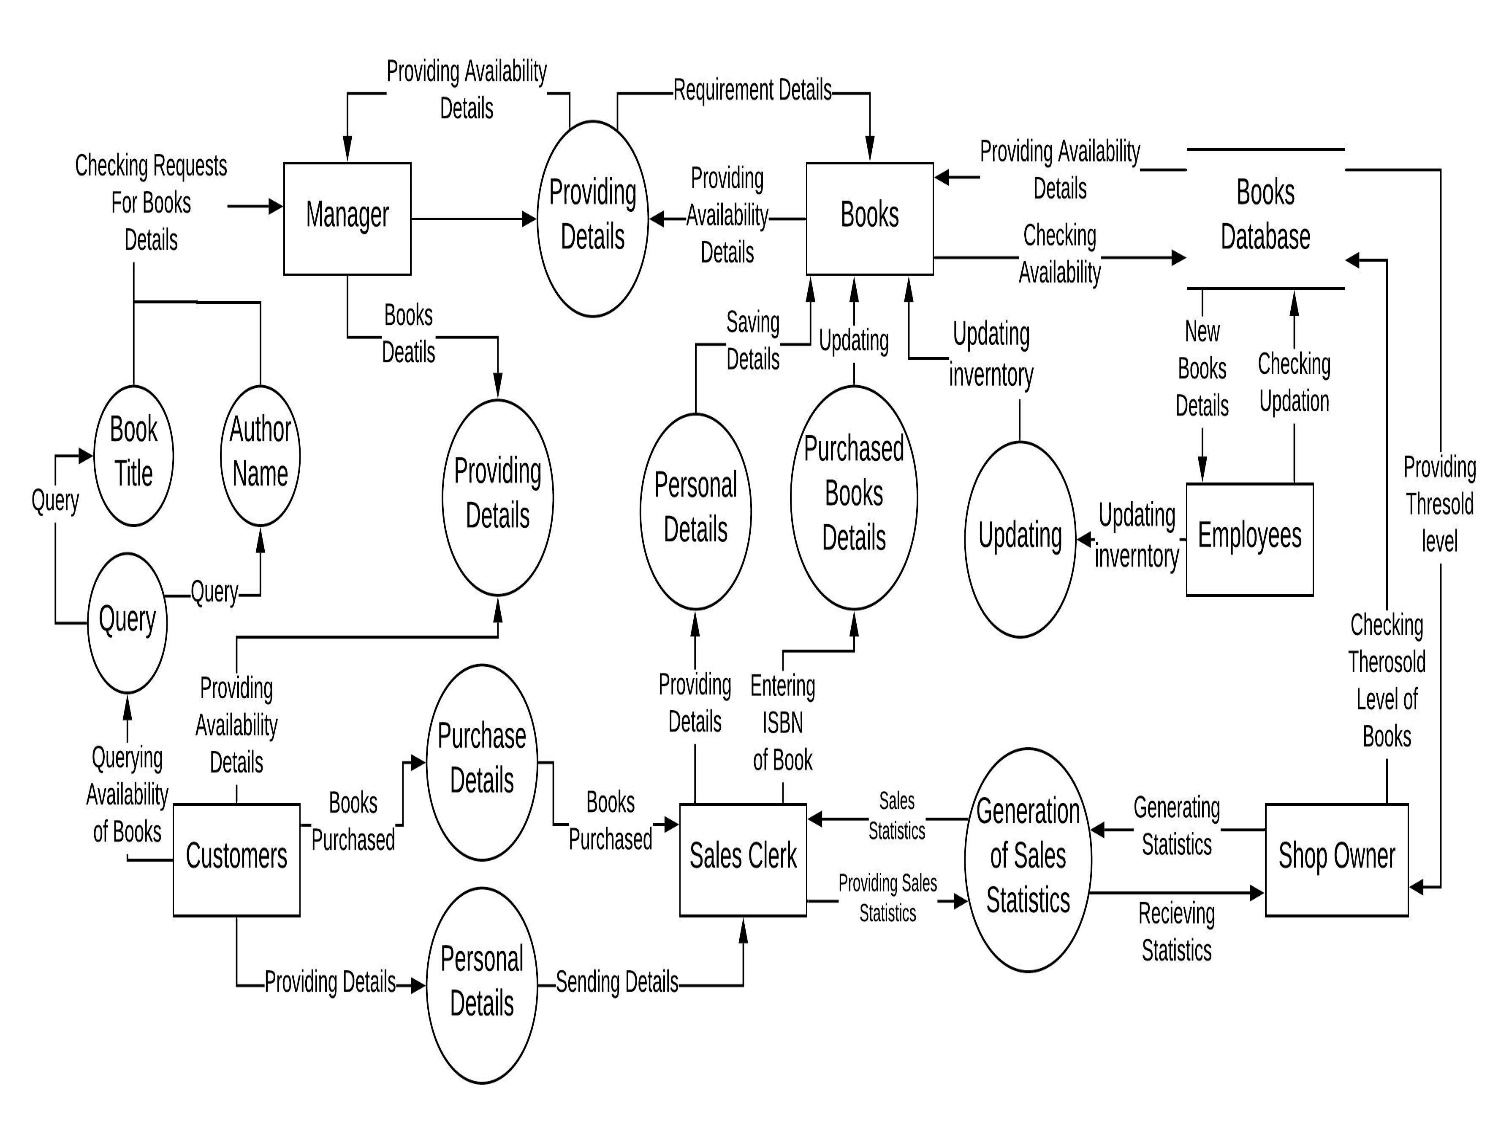 Providing Availability
Details
Requirement Details
Checking Requests
For Books
Details
Manager
Providing
Details
Providing
Availability
Details
Books
Providing Availability
Details
Checking
Availability
Books
Database
Books
Deatils
Saving
Details
Updating
Updating
inverntory
New
Books
Details
Checking
Updation
Book
Title
Author
Name
Query
Providing
Details
Personal
Details
Purchased
Books
Details
Updating
Updating
inverntory
Employees
Providing
Thresold
level
Query
Query
Providing
Availability
Details
Querying
Availability
of Books
Purchase
Details
Providing
Details
Entering
ISBN
of Book
Checking
Therosold
Level of
Books
Customers
Books
Purchased
Books
Purchased
Sales Clerk
Sales
Statistics
Providing Sales
Statistics
Generation
of Sales
Statistics
Generating
Statistics
Recieving
Statistics
Shop Owner
Providing Details
Personal
Details
Sending Details